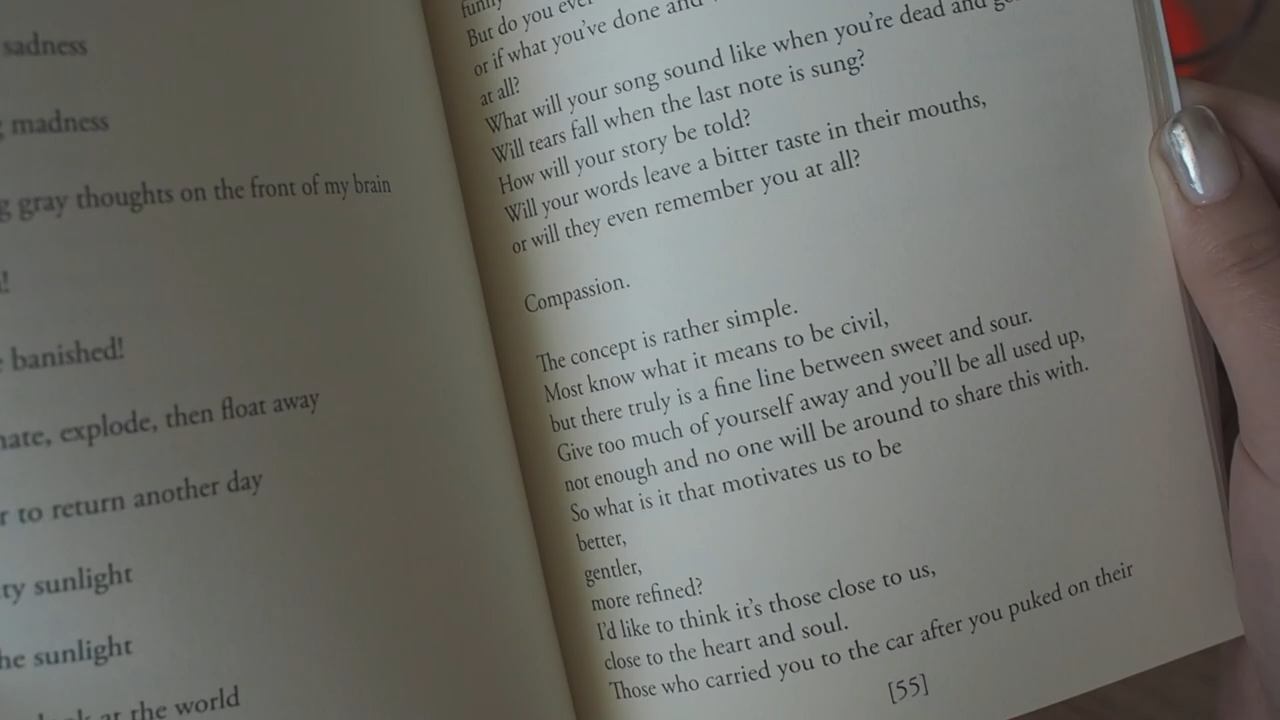 sadness
madness
gray thoughts on the front of my brain
!
banished!
explode, then float away
to return another day
sunlight
sunlight
at the world
funny
But do you ever
or if what you've done and
at all?
What will your song sound like when you're dead and
Will tears fall when the last note is sung?
How will your story be told?
Will your words leave a bitter taste in their mouths,
or will they even remember you at all?
Compassion.
The concept is rather simple.
Most know what it means to be civil,
but there truly is a fine line between sweet and sour.
Give too much of yourself away and you'll be all used up,
not enough and no one will be around to share this with.
So what is it that motivates us to be
better,
gentler,
more refined?
I'd like to think it's those close to us,
close to the heart and soul.
Those who carried you to the car after you puked on their
[55]